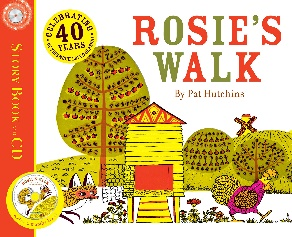 STORY BOOK and CD
CELEBRATING
40
YEARS
ROSIE'S
WALK
By Pat Hutchins